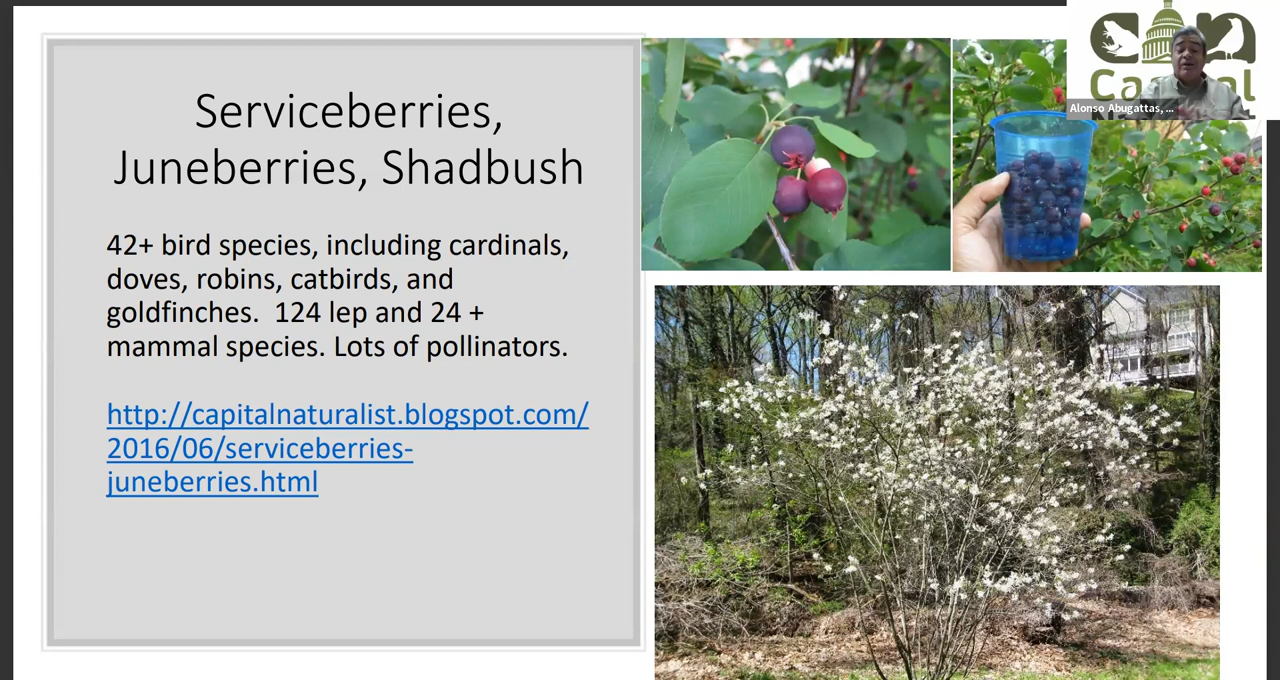 Serviceberries,
Juneberries, Shadbush
42+ bird species, including cardinals,
doves, robins, catbirds, and
goldfinches.  124 lep and 24 +
mammal species. Lots of pollinators.
http://capitalnaturalist.blogspot.com/
2016/06/serviceberries-
juneberries.html
Alonso Abugattas, ...